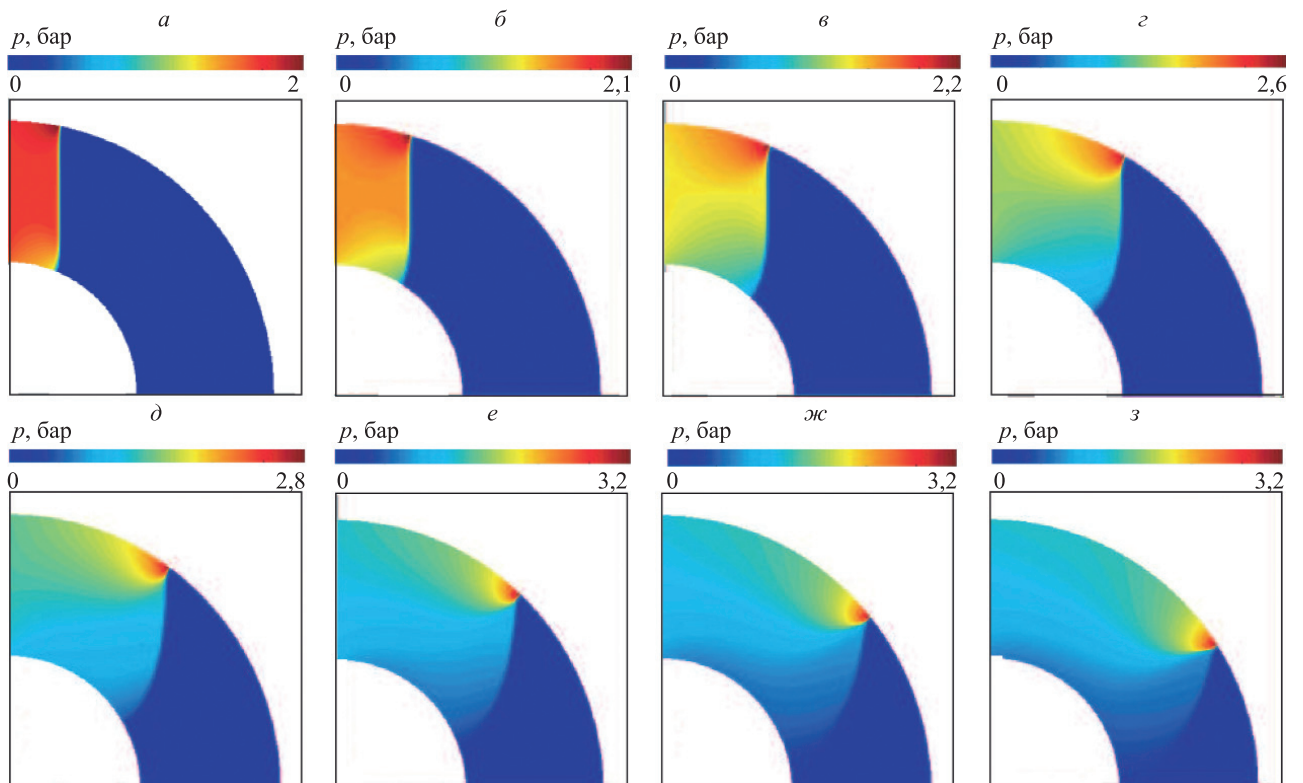 а б в г
p, бар p, бар p, бар p, бар
0 2 0 2,1 0 2,2 0 2,6
д е ж з
p, бар p, бар p, бар p, бар
0 2,8 0 3,2 0 3,2 0 3,2